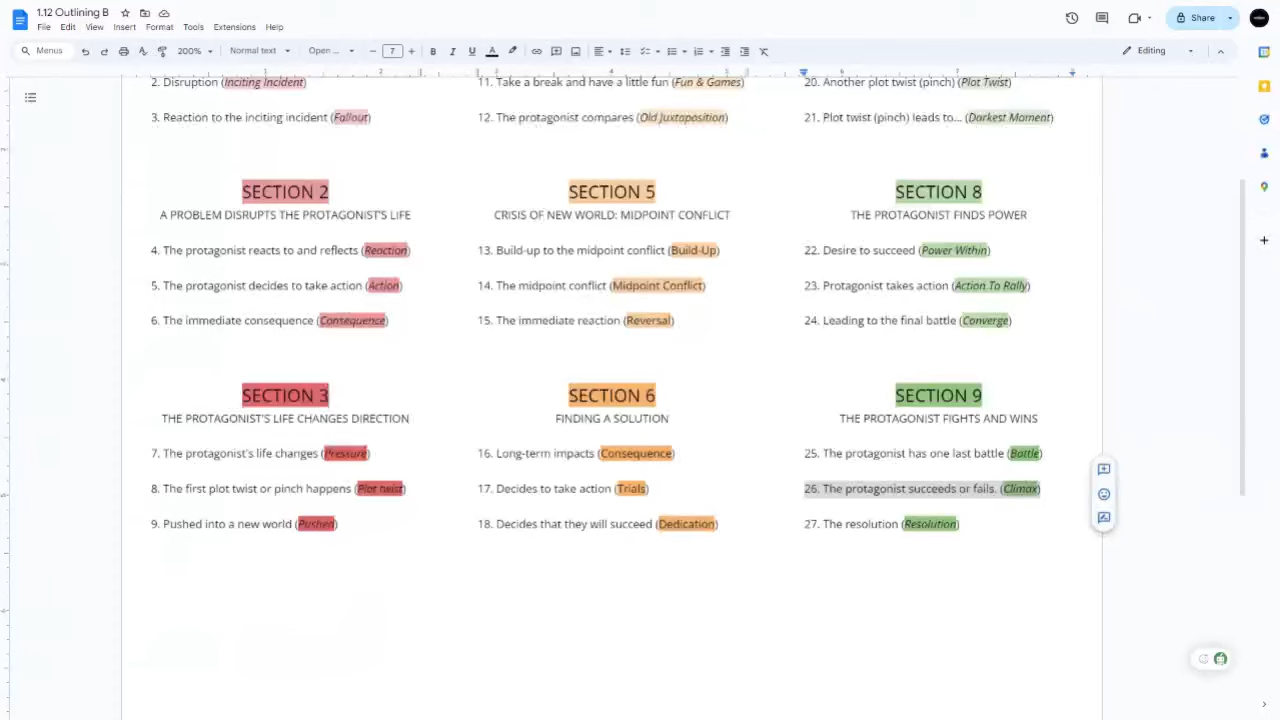 1.12 Outlining B
File Edit View Insert Format Tools Extensions Help
Share
Menus 200% Normal text Open ... 7 B I U A Editing
2. Disruption (Inciting Incident)
3. Reaction to the inciting incident (Fallout)
SECTION 2
A PROBLEM DISRUPTS THE PROTAGONIST'S LIFE
4. The protagonist reacts to and reflects (Reaction)
5. The protagonist decides to take action (Action)
6. The immediate consequence (Consequence)
SECTION 3
THE PROTAGONIST'S LIFE CHANGES DIRECTION
7. The protagonist's life changes (Pressure)
8. The first plot twist or pinch happens (Plot twist)
9. Pushed into a new world (Pushed)
11. Take a break and have a little fun (Fun & Games)
12. The protagonist compares (Old Juxtaposition)
SECTION 5
CRISIS OF NEW WORLD: MIDPOINT CONFLICT
13. Build-up to the midpoint conflict (Build-Up)
14. The midpoint conflict (Midpoint Conflict)
15. The immediate reaction (Reversal)
SECTION 6
FINDING A SOLUTION
16. Long-term impacts (Consequence)
17. Decides to take action (Trials)
18. Decides that they will succeed (Dedication)
20. Another plot twist (pinch) (Plot Twist)
21. Plot twist (pinch) leads to... (Darkest Moment)
SECTION 8
THE PROTAGONIST FINDS POWER
22. Desire to succeed (Power Within)
23. Protagonist takes action (Action To Rally)
24. Leading to the final battle (Converge)
SECTION 9
THE PROTAGONIST FIGHTS AND WINS
25. The protagonist has one last battle (Battle)
26. The protagonist succeeds or fails. (Climax)
27. The resolution (Resolution)